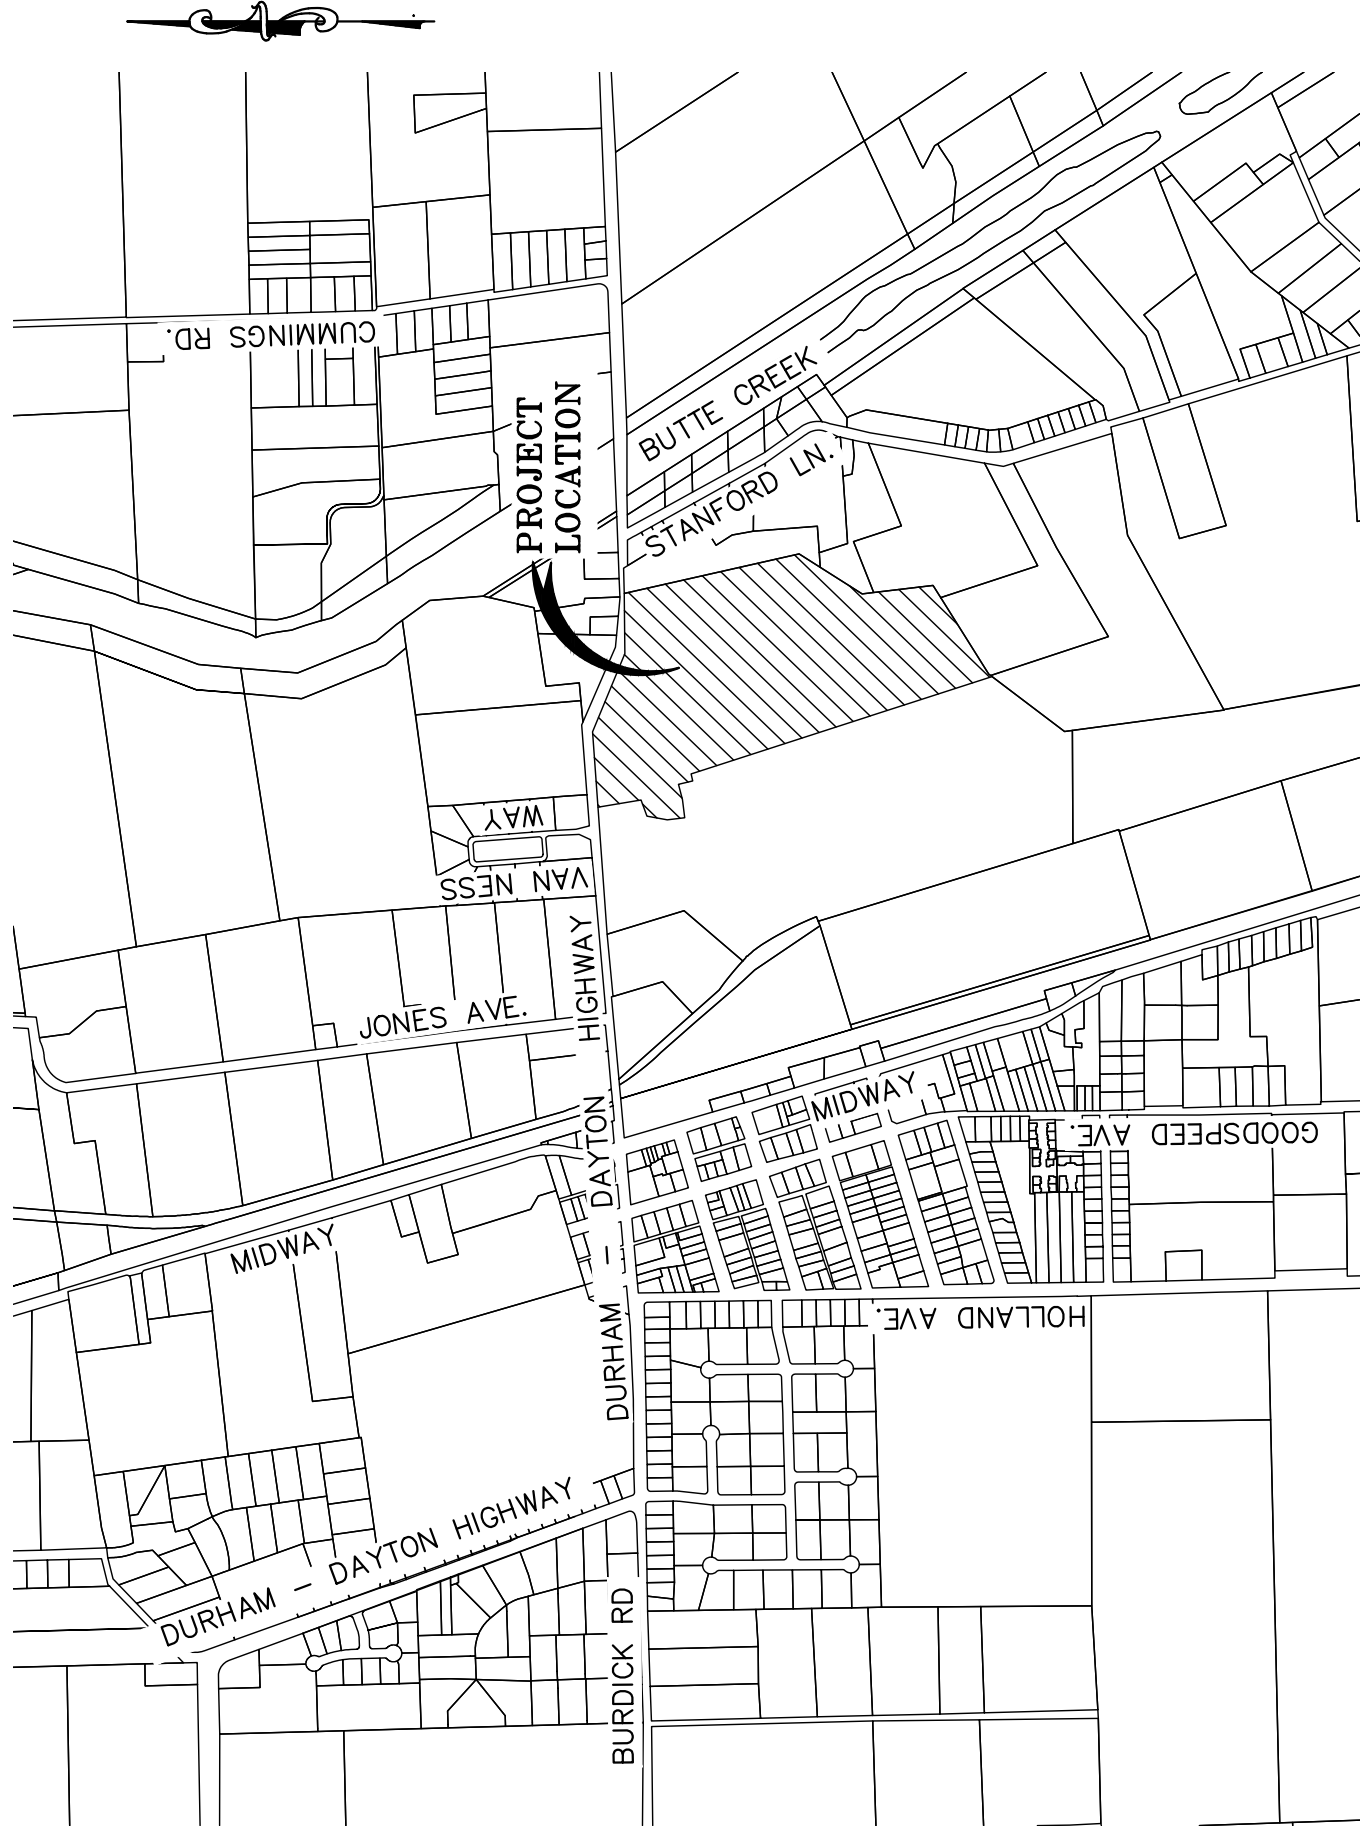 N
CUMMINGS RD.
PROJECT
LOCATION
BUTTE CREEK
STANFORD LN.
VAN NESS
WAY
JONES AVE.
DURHAM - DAYTON HIGHWAY
MIDWAY
MIDWAY
GOODSPEED AVE.
HOLLAND AVE.
DURHAM - DAYTON HIGHWAY
BURDICK RD